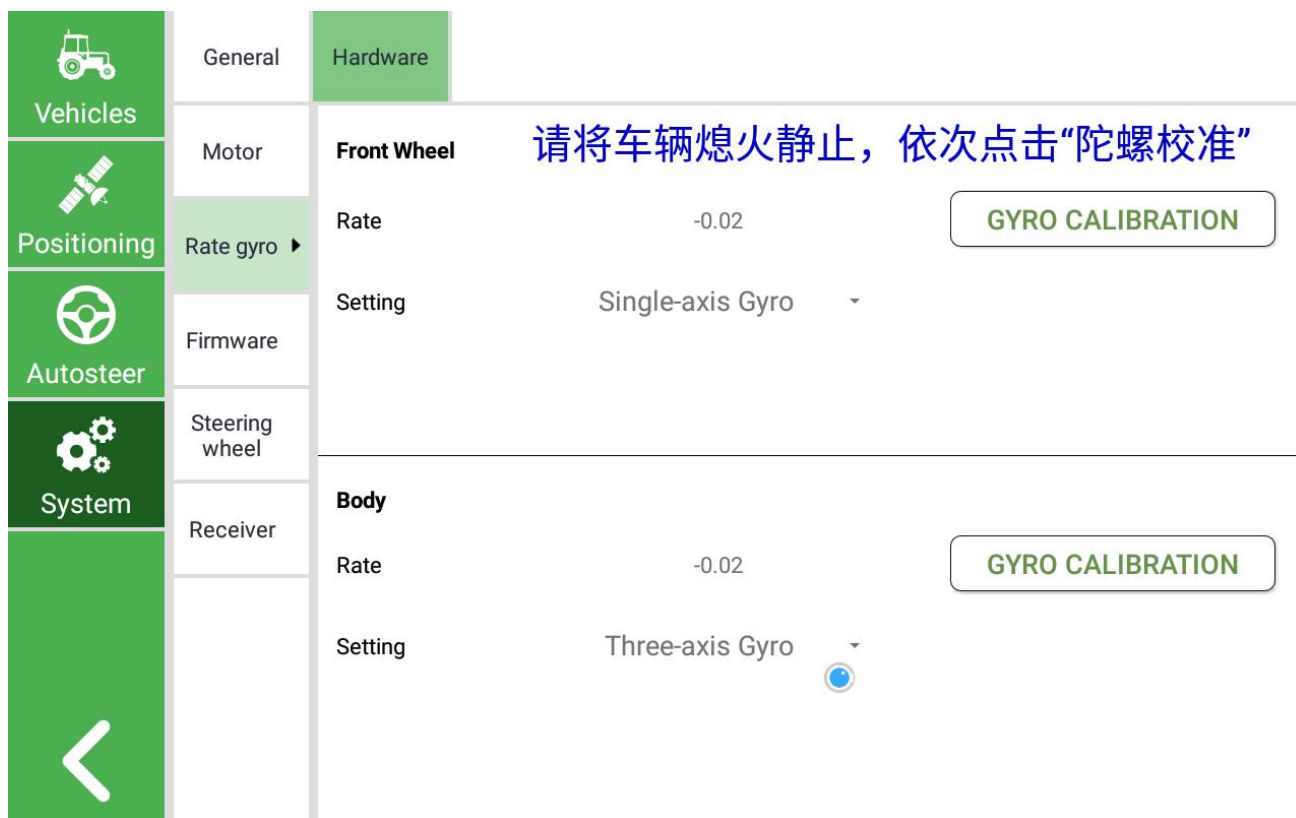 Vehicles
Positioning
Autosteer
System
General
Motor
Rate gyro
Firmware
Steering
wheel
Receiver
Hardware
Front Wheel
请将车辆熄火静止，依次点击“陀螺校准”
Rate
-0.02
GYRO CALIBRATION
Setting
Single-axis Gyro
Body
Rate
-0.02
GYRO CALIBRATION
Setting
Three-axis Gyro